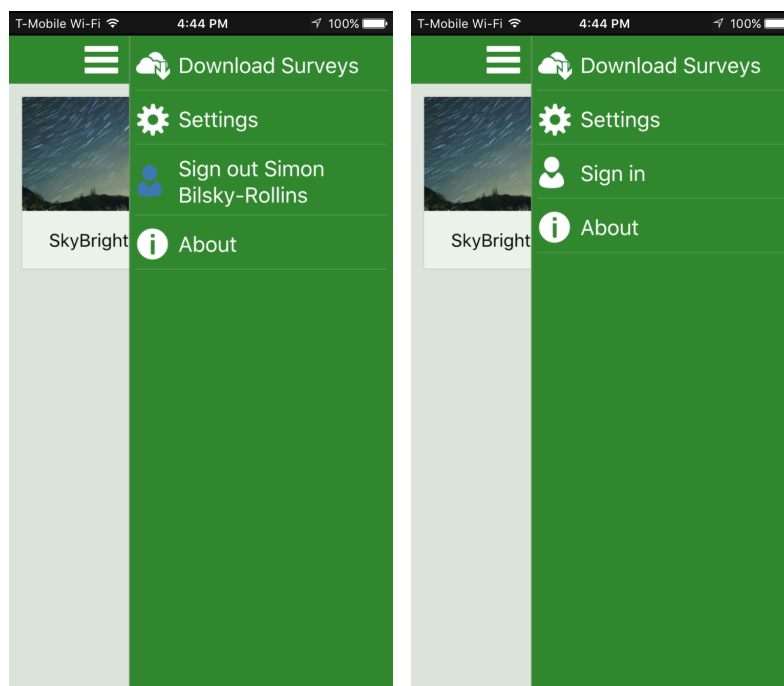 T-Mobile Wi-Fi 4:44 PM 100%
Download Surveys
Settings
Sign out Simon
Bilsky-Rollins
SkyBright
About
T-Mobile Wi-Fi 4:44 PM 100%
Download Surveys
Settings
Sign in
SkyBright
About